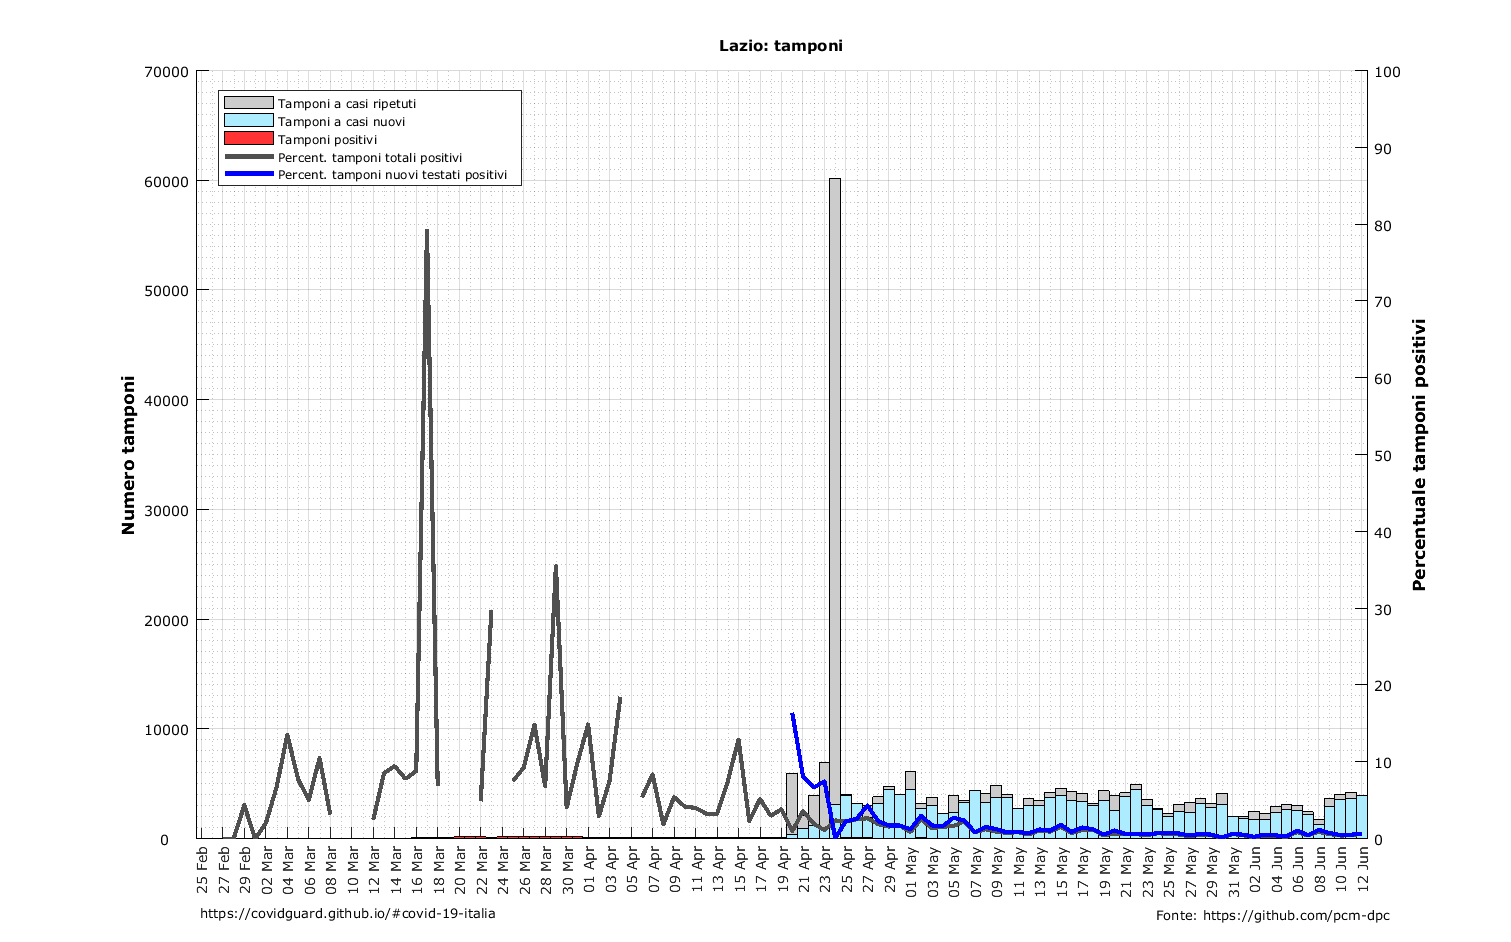 Lazio: tamponi
70000
60000
50000
40000
30000
20000
10000
0
Numero tamponi
Tamponi a casi ripetuti
Tamponi a casi nuovi
Tamponi positivi
Percent. tamponi totali positivi
Percent. tamponi nuovi testati positivi
100
90
80
70
60
50
40
30
20
10
0
Percentuale tamponi positivi
25 Feb
27 Feb
29 Feb
02 Mar
04 Mar
06 Mar
08 Mar
10 Mar
12 Mar
14 Mar
16 Mar
18 Mar
20 Mar
22 Mar
24 Mar
26 Mar
28 Mar
30 Mar
01 Apr
03 Apr
05 Apr
07 Apr
09 Apr
11 Apr
13 Apr
15 Apr
17 Apr
19 Apr
21 Apr
23 Apr
25 Apr
27 Apr
29 Apr
01 May
03 May
05 May
07 May
09 May
11 May
13 May
15 May
17 May
19 May
21 May
23 May
25 May
27 May
29 May
31 May
02 Jun
04 Jun
06 Jun
08 Jun
10 Jun
12 Jun
https://covidguard.github.io/#covid-19-italia
Fonte: https://github.com/pcm-dpc